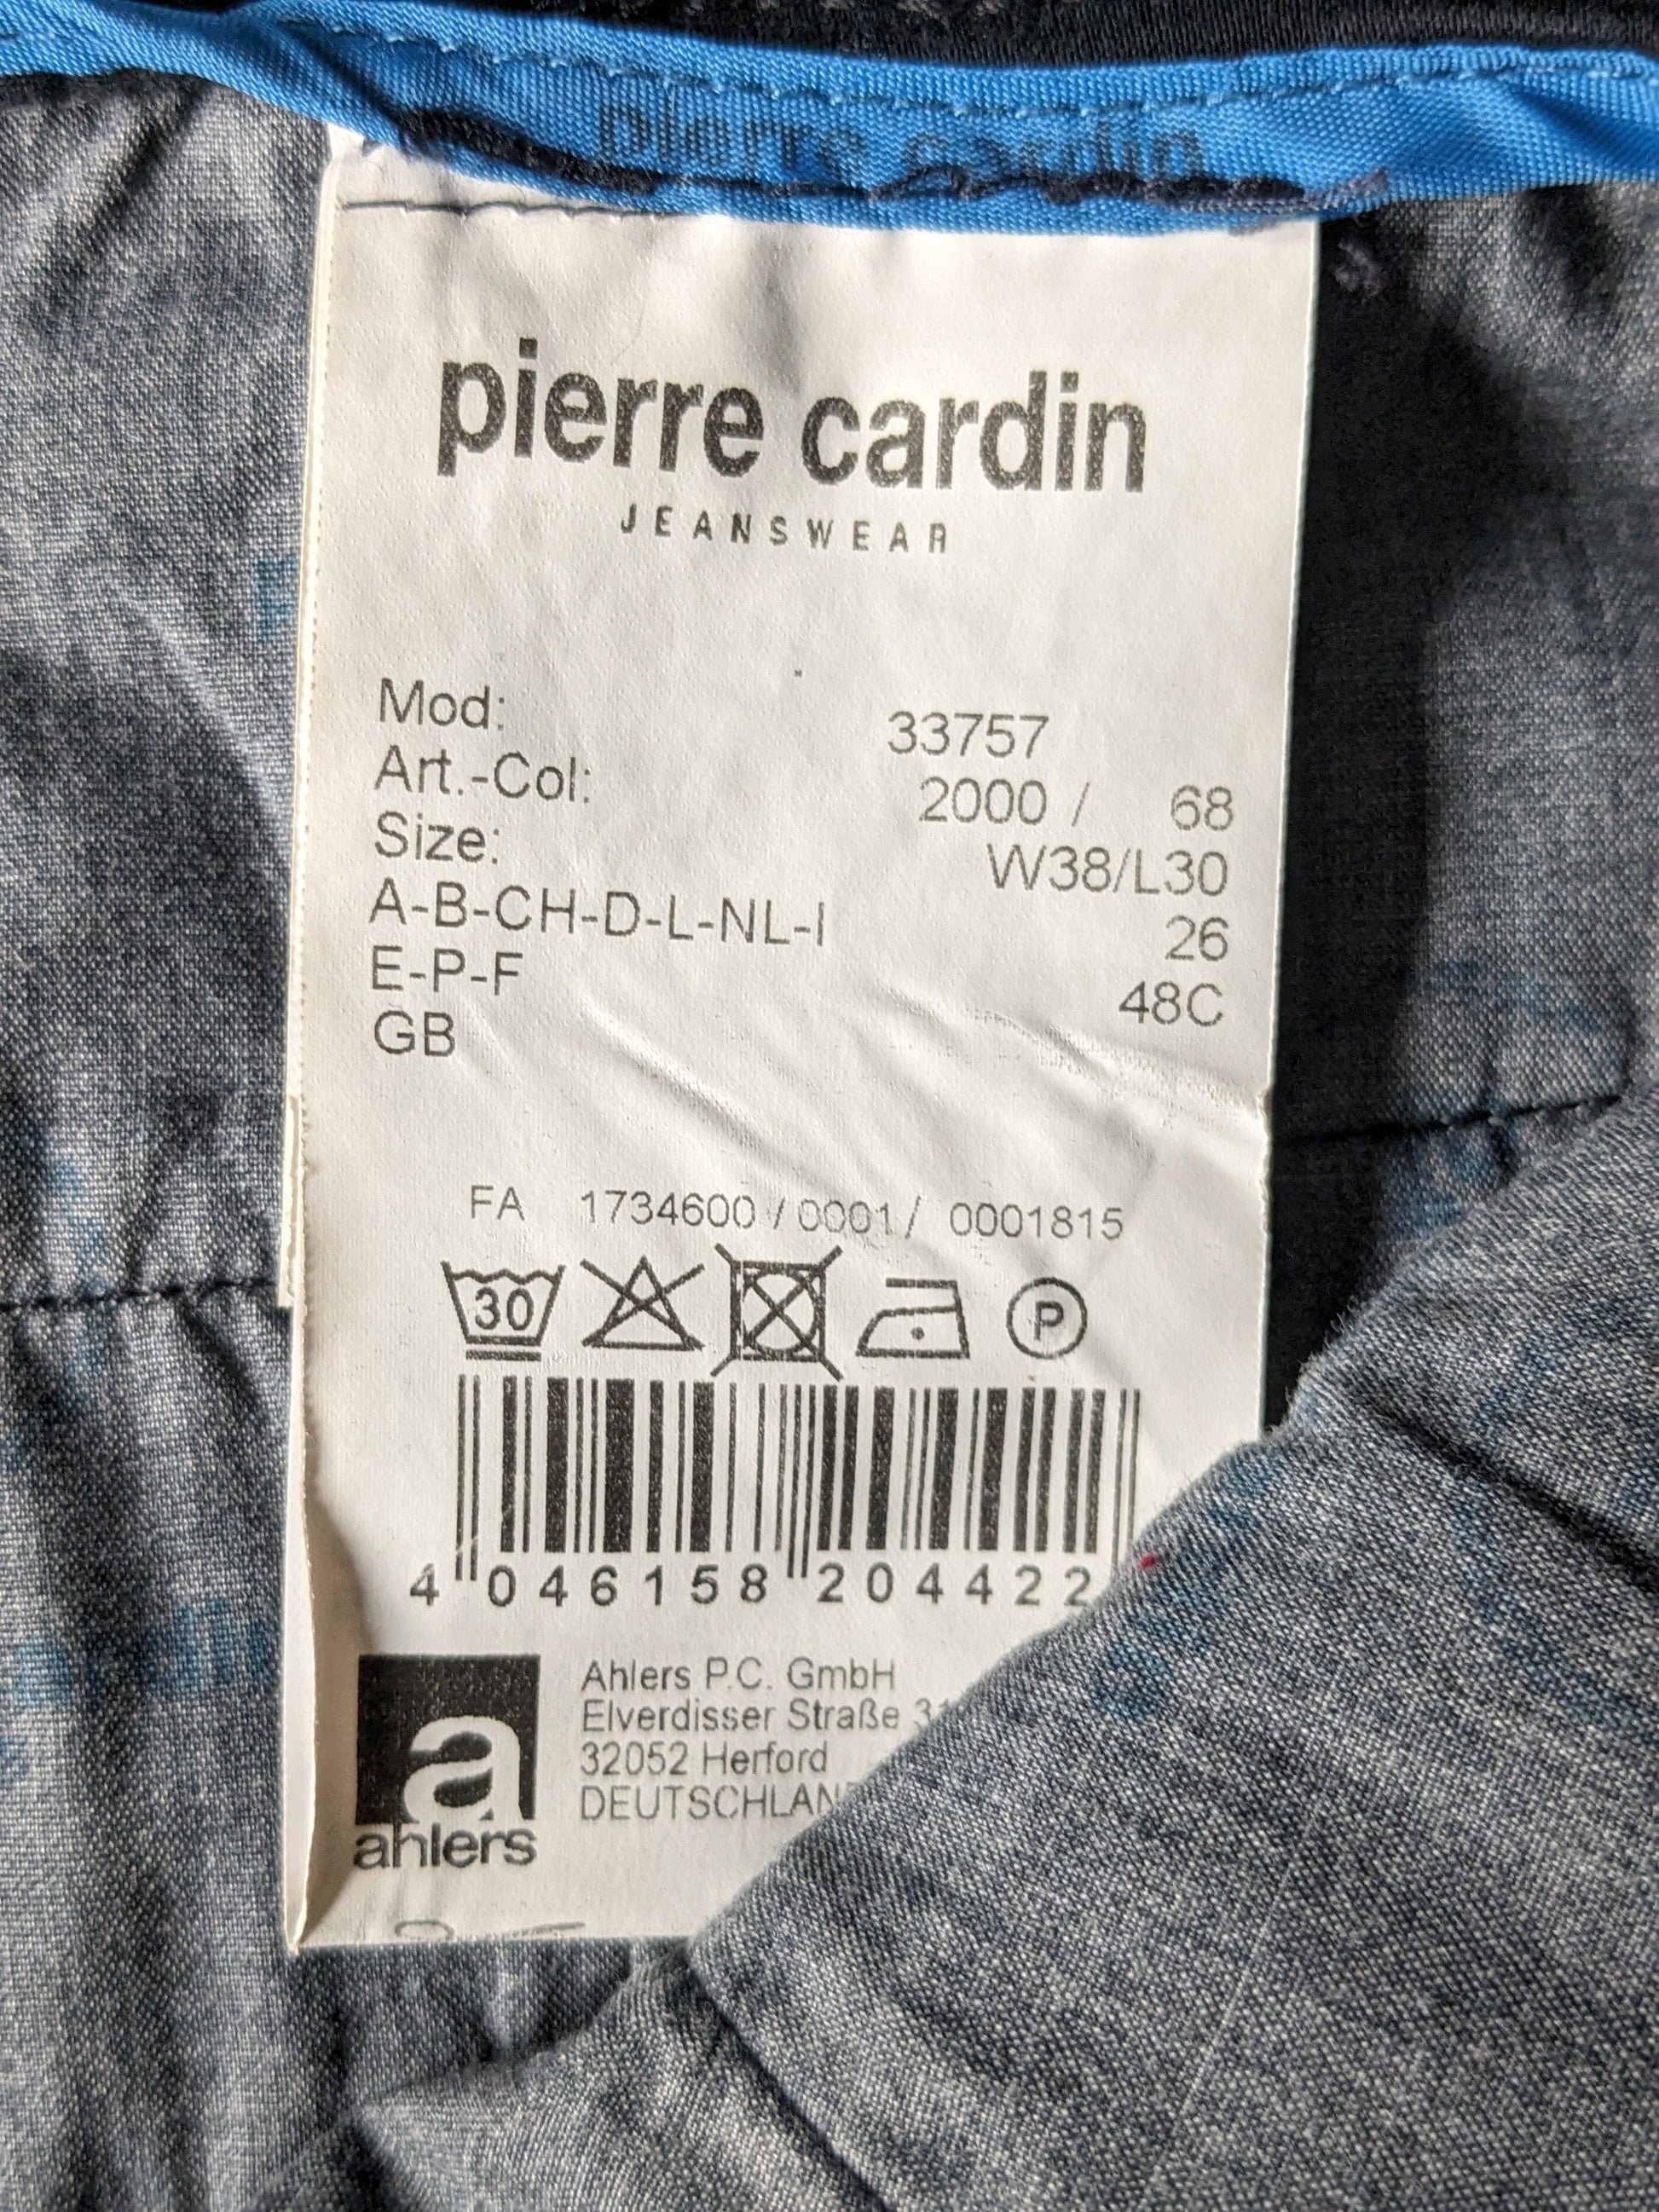 pierre cardin
pierre cardin
JEANSWEAR
Mod: 33757
Art.-Col: 2000 / 68
Size: W38/L30
A-B-CH-D-L-NL-I 26
E-P-F 48C
GB
FA 1734600 / 0001 / 0001815
30
P
4 046158 204422
Ahlers P.C. GmbH
Elverdisser Straße
32052 Herford
DEUTSCHLAN
a
ahlers